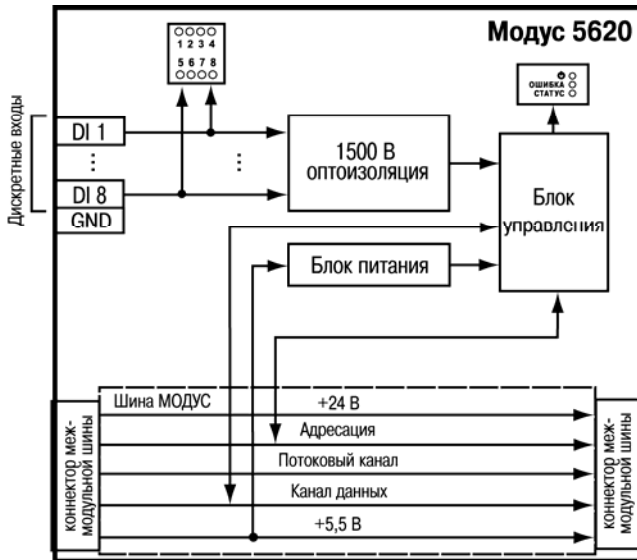 Модус 5620
1 2 3 4
5 6 7 8
ОШИБКА
СТАТУС
Дискретные входы
DI 1
DI 8
GND
1500 В
оптоизоляция
Блок
управления
Блок питания
Шина МОДУС
+24 В
Адресация
Потоковый канал
Канал данных
+5,5 В
коннектор меж-
модульной шины
коннектор меж-
модульной шины